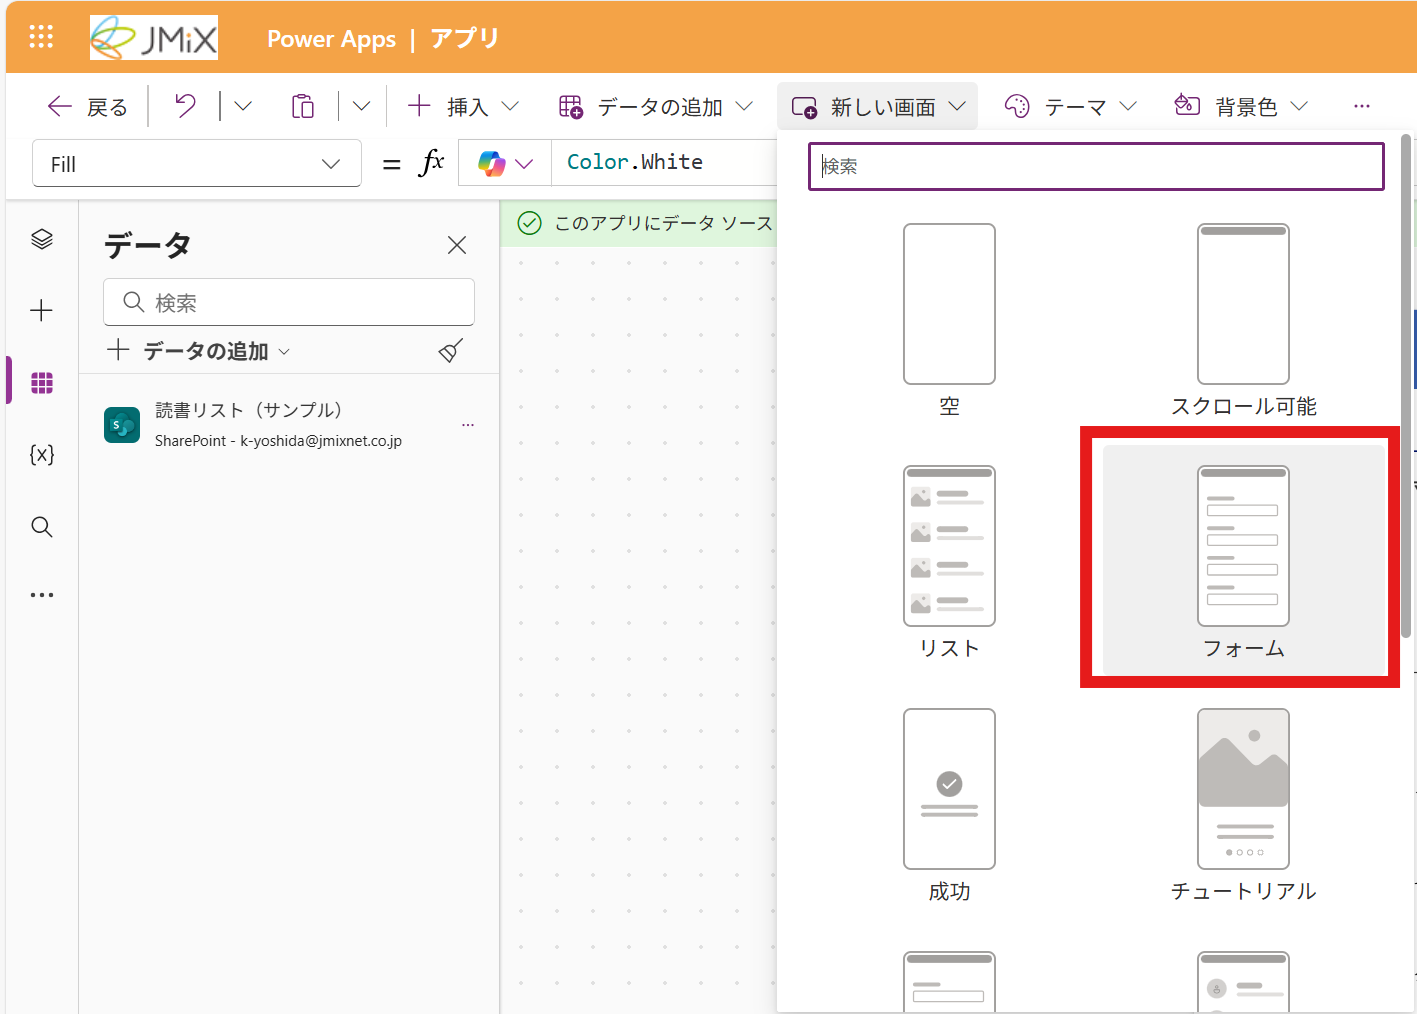 JMiX
Power Apps | アプリ
戻る
挿入
データの追加
新しい画面
テーマ
背景色
Fill
= fx
Color.White
検索
このアプリにデータ ソース
データ
検索
データの追加
読書リスト（サンプル）
SharePoint - k-yoshida@jmixnet.co.jp
空
スクロール可能
リスト
フォーム
成功
チュートリアル